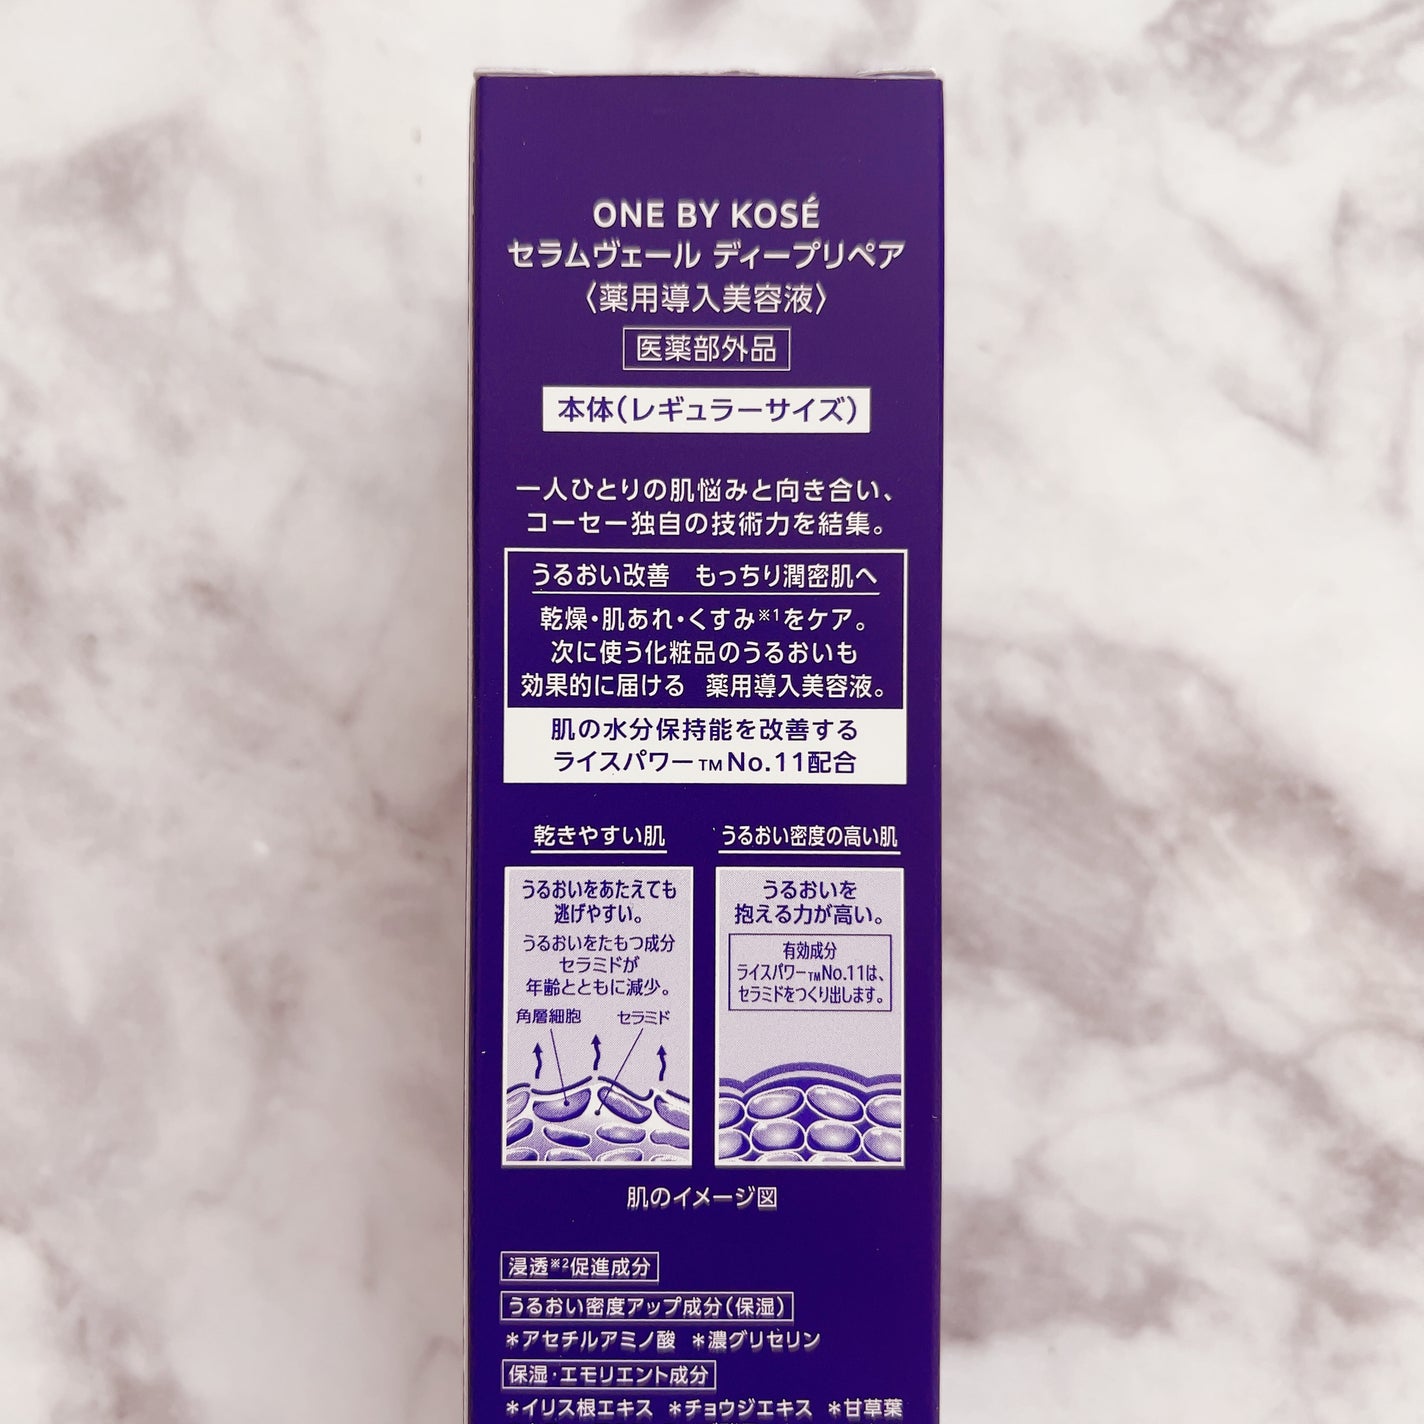 ONE BY KOSÉ
セラムヴェール ディープリペア
〈薬用導入美容液〉
医薬部外品
本体(レギュラーサイズ)
一人ひとりの肌悩みと向き合い、
コーセー独自の技術力を結集。
うるおい改善 もっちり潤密肌へ
乾燥・肌あれ・くすみ※1をケア。
次に使う化粧品のうるおいも
効果的に届ける 薬用導入美容液。
肌の水分保持能を改善する
ライスパワー™No.11配合
乾きやすい肌
うるおいをあたえても
逃げやすい。
うるおいをたもつ成分
セラミドが
年齢とともに減少。
角層細胞 セラミド
うるおい密度の高い肌
うるおいを
抱える力が高い。
有効成分
ライスパワー™No.11は、
セラミドをつくり出します。
肌のイメージ図
浸透※2促進成分
うるおい密度アップ成分(保湿)
＊アセチルアミノ酸 ＊濃グリセリン
保湿・エモリエント成分
＊イリス根エキス ＊チョウジエキス ＊甘草葉